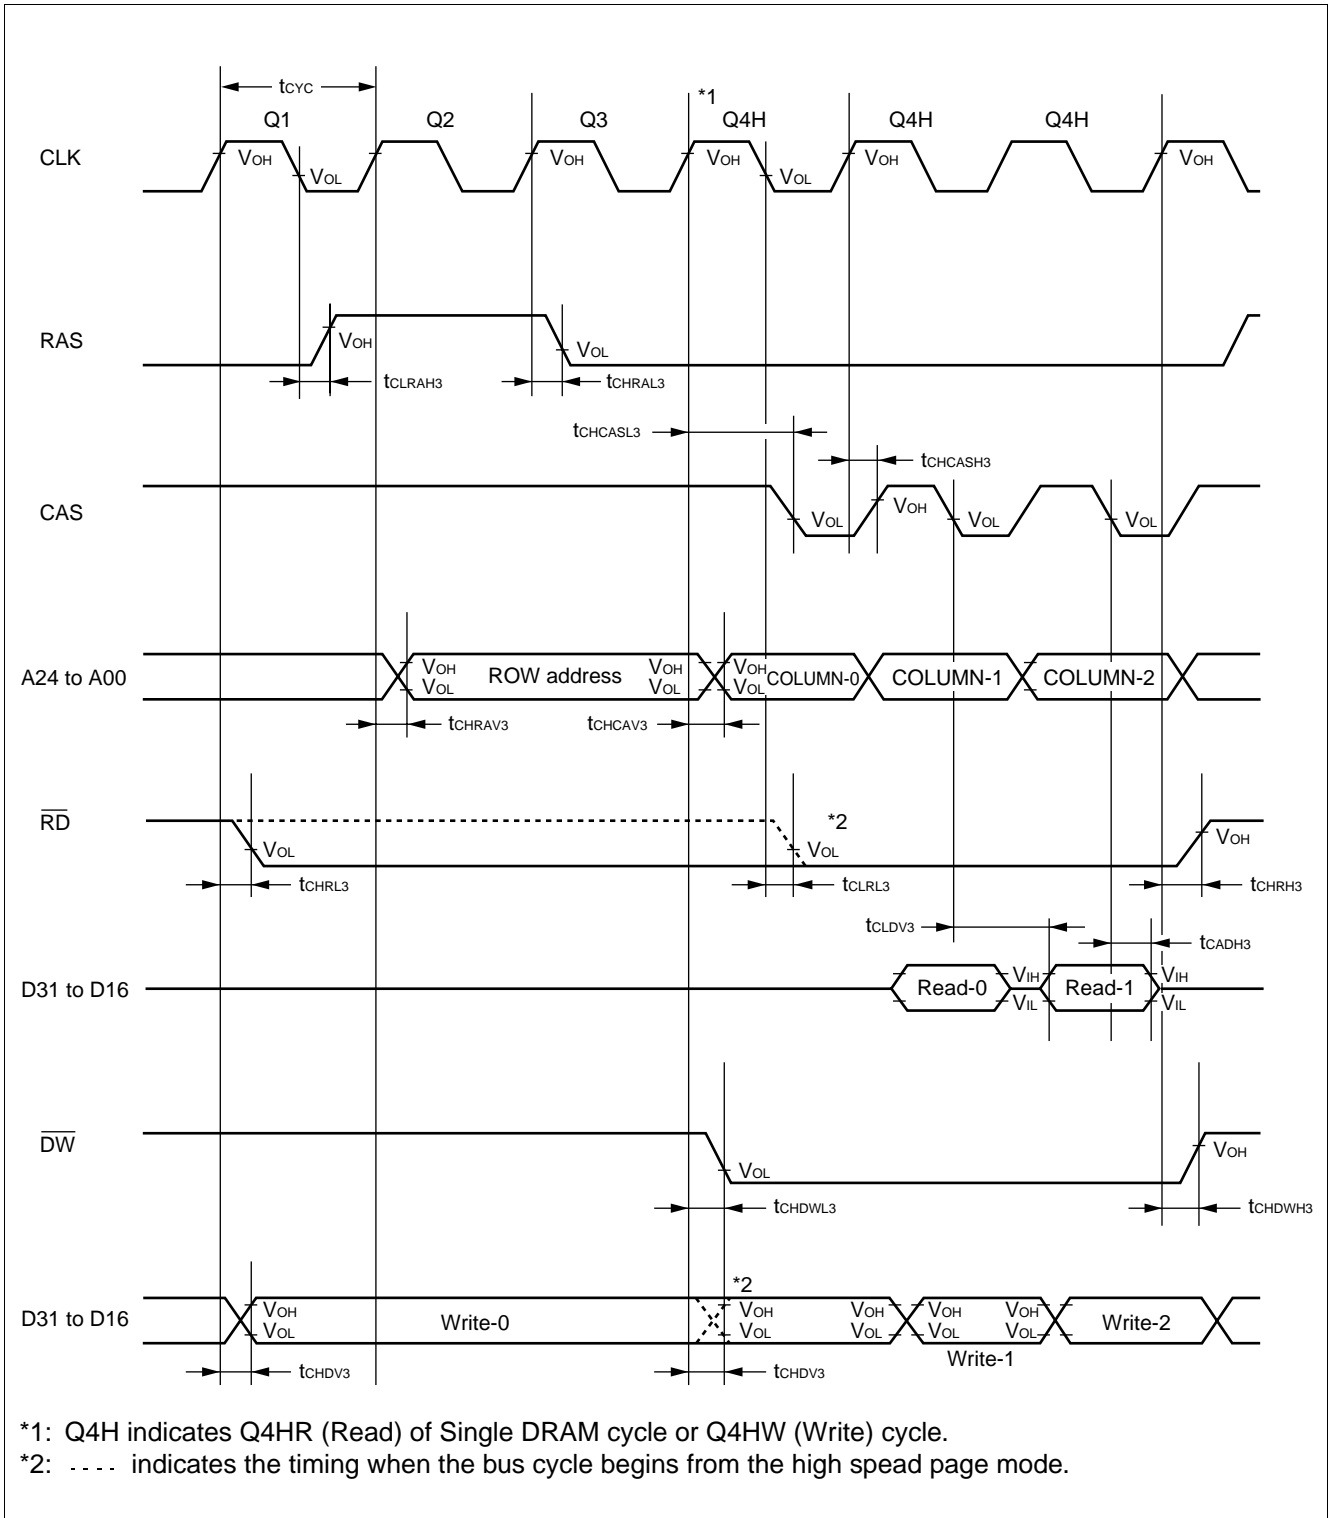 tCYC
*1
Q1 Q2 Q3 Q4H Q4H Q4H
CLK VOH VOL VOH VOH VOL VOH VOH
RAS VOH VOL
tCLRAH3 tCHRAL3
tCHCASL3
tCHCASH3
CAS VOL VOH VOL VOL
A24 to A00 VOH VOL ROW address VOH VOL VOH VOL COLUMN-0 COLUMN-1 COLUMN-2
tCHRAV3 tCHCAV3
RD VOL *2 VOL VOH
tCHRL3 tCLRL3 tCHRH3
tCLDV3
tCADH3
D31 to D16 Read-0 VIH VIL Read-1 VIH VIL
DW VOL VOH
tCHDWL3 tCHDWH3
*2
D31 to D16 VOH VOL Write-0 VOH VOL VOH VOL VOH VOL VOH VOL Write-2
Write-1
tCHDV3 tCHDV3
*1: Q4H indicates Q4HR (Read) of Single DRAM cycle or Q4HW (Write) cycle.
*2: ---- indicates the timing when the bus cycle begins from the high spead page mode.